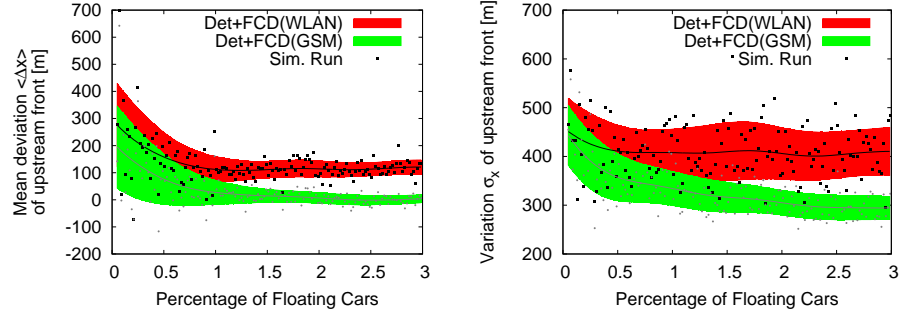 Mean deviation <Δx>
of upstream front [m]
700
600
500
400
300
200
100
0
-100
-200
Det+FCD(WLAN)
Det+FCD(GSM)
Sim. Run
0
0.5
1
1.5
2
2.5
3
Percentage of Floating Cars
Variation σx of upstream front [m]
700
600
500
400
300
200
Det+FCD(WLAN)
Det+FCD(GSM)
Sim. Run
0
0.5
1
1.5
2
2.5
3
Percentage of Floating Cars